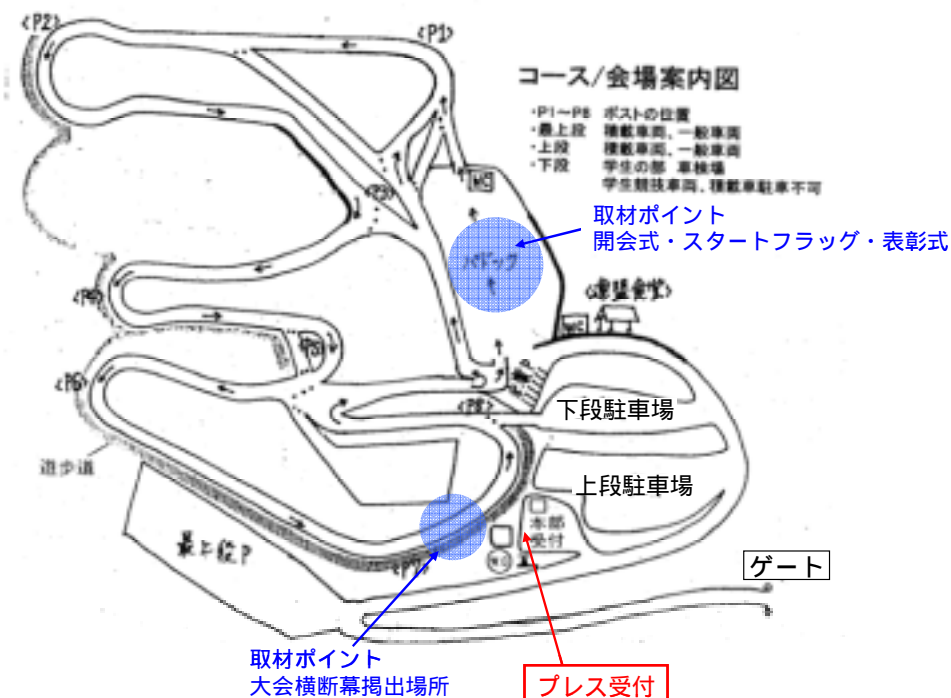 <P2>
<P1>
コース/会場案内図
・P1~P8 ポストの位置
・最上段 積載車両、一般車両
・上段 積載車両、一般車両
・下段 学生の部 車検場
学生競技車両、積載車駐車不可
<P3>
WC
取材ポイント
開会式・スタートフラッグ・表彰式
パドック
<P4>
WC
<P5>
<P6>
<P8>
下段駐車場
遊歩道
上段駐車場
本部
受付
最上段P
<P7>
WC
ゲート
取材ポイント
大会横断幕掲出場所
プレス受付